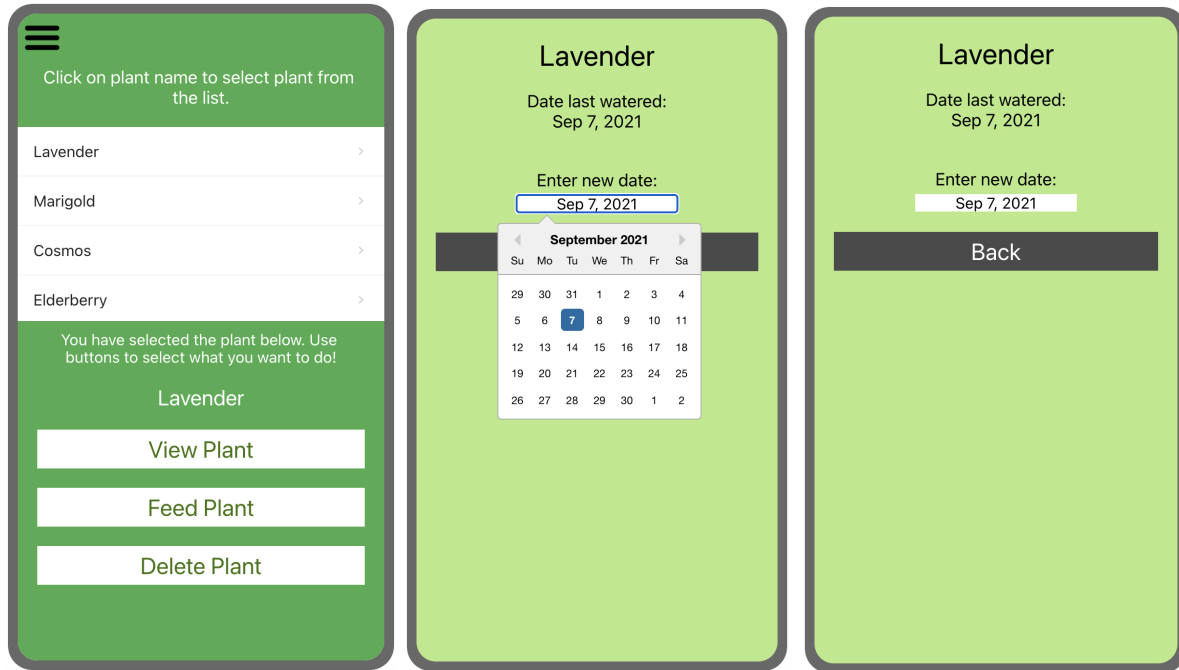 Click on plant name to select plant from
the list.
Lavender
Marigold
Cosmos
Elderberry
You have selected the plant below. Use
buttons to select what you want to do!
Lavender
View Plant
Feed Plant
Delete Plant
Lavender
Date last watered:
Sep 7, 2021
Enter new date:
Sep 7, 2021
September 2021
Su Mo Tu We Th Fr Sa
29 30 31 1 2 3 4
5 6 7 8 9 10 11
12 13 14 15 16 17 18
19 20 21 22 23 24 25
26 27 28 29 30 1 2
Lavender
Date last watered:
Sep 7, 2021
Enter new date:
Sep 7, 2021
Back